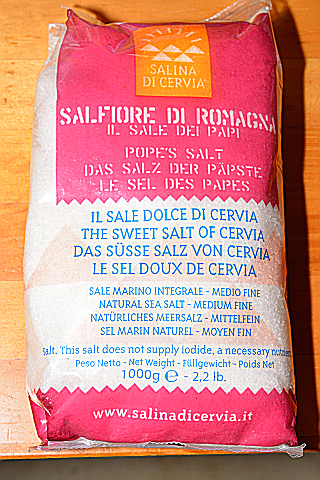 SALINA
DI CERVIA
SALFIORE DI ROMAGNA
IL SALE DEI PAPI
POPE'S SALT
DAS SALZ DER PÄPSTE
LE SEL DES PAPES
IL SALE DOLCE DI CERVIA
THE SWEET SALT OF CERVIA
DAS SÜSSE SALZ VON CERVIA
LE SEL DOUX DE CERVIA
SALE MARINO INTEGRALE - MEDIO FINE
NATURAL SEA SALT - MEDIUM FINE
NATÜRLICHES MEERSALZ - MITTELFEIN
SEL MARIN NATUREL - MOYEN FIN
Salt. This salt does not supply iodide, a necessary
Peso Netto - Net Weight - Füllgewicht - Poids Net
1000g e - 2,2 lb.
www.salinadicervia.it